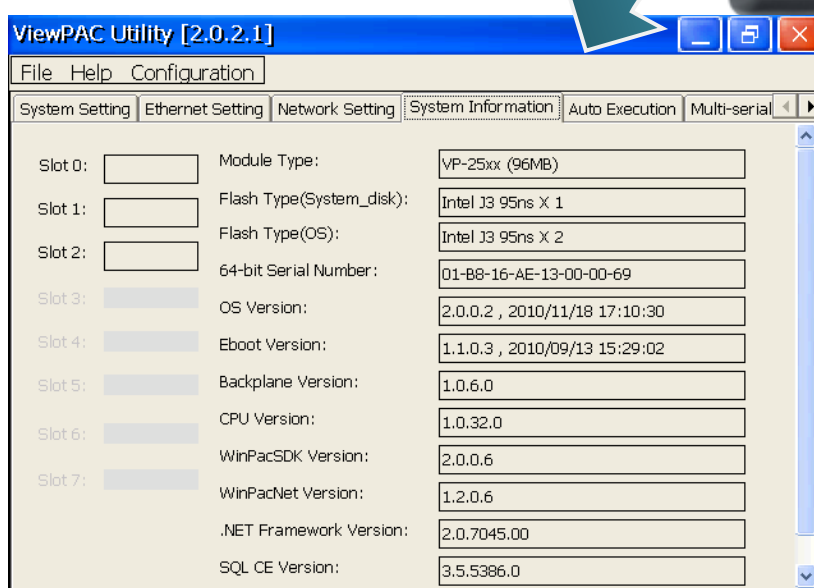 ViewPAC Utility [2.0.2.1]
File Help Configuration
System Setting Ethernet Setting Network Setting System Information Auto Execution Multi-serial
Slot 0:
Slot 1:
Slot 2:
Slot 3:
Slot 4:
Slot 5:
Slot 6:
Slot 7:
Module Type: VP-25xx (96MB)
Flash Type(System_disk): Intel J3 95ns X 1
Flash Type(OS): Intel J3 95ns X 2
64-bit Serial Number: 01-B8-16-AE-13-00-00-69
OS Version: 2.0.0.2 , 2010/11/18 17:10:30
Eboot Version: 1.1.0.3 , 2010/09/13 15:29:02
Backplane Version: 1.0.6.0
CPU Version: 1.0.32.0
WinPacSDK Version: 2.0.0.6
WinPacNet Version: 1.2.0.6
.NET Framework Version: 2.0.7045.00
SQL CE Version: 3.5.5386.0